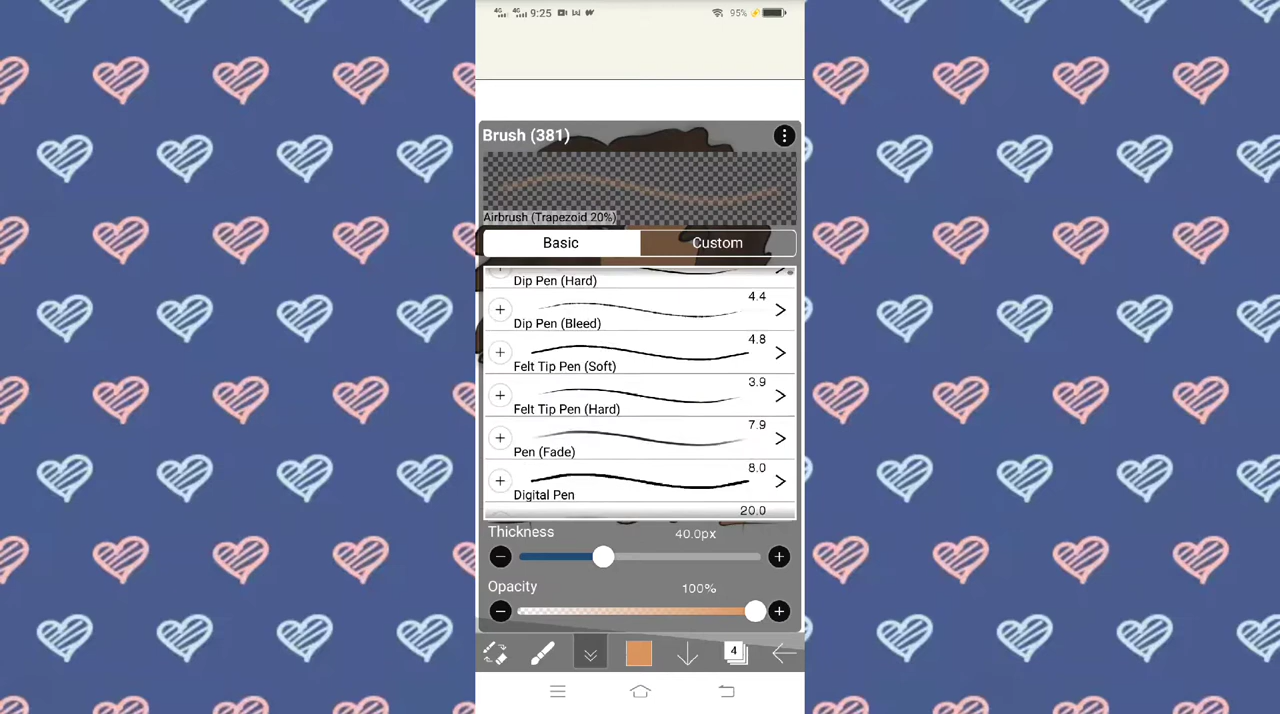 4G 4G 9:25 95%
Brush (381)
Airbrush (Trapezoid 20%)
Basic Custom
Dip Pen (Hard)
4.4
Dip Pen (Bleed)
4.8
Felt Tip Pen (Soft)
3.9
Felt Tip Pen (Hard)
7.9
Pen (Fade)
8.0
Digital Pen
20.0
Thickness 40.0px
Opacity 100%
4